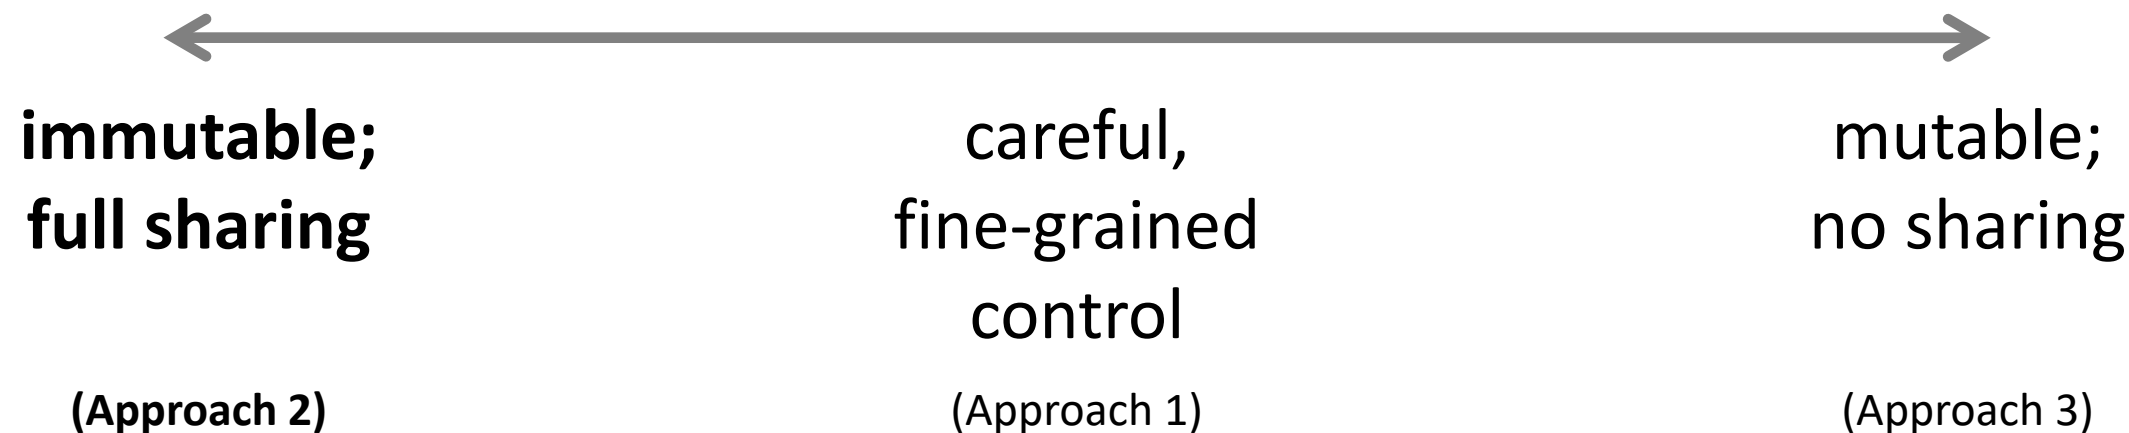 immutable;
full sharing
(Approach 2)
careful,
fine-grained
control
(Approach 1)
mutable;
no sharing
(Approach 3)